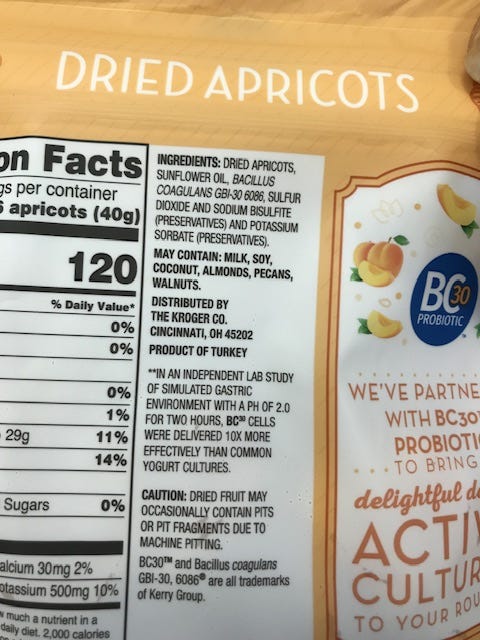 DRIED APRICOTS
on Facts
gs per container
apricots (40g)
120
% Daily Value*
0%
0%
0%
1%
29g 11%
14%
Sugars 0%
alcium 30mg 2%
otassium 500mg 10%
much a nutrient in a
daily diet. 2,000 calories
INGREDIENTS: DRIED APRICOTS,
SUNFLOWER OIL, BACILLUS
COAGULANS GBI-30 6086, SULFUR
DIOXIDE AND SODIUM BISULFITE
(PRESERVATIVES) AND POTASSIUM
SORBATE (PRESERVATIVES).
MAY CONTAIN: MILK, SOY,
COCONUT, ALMONDS, PECANS,
WALNUTS.
DISTRIBUTED BY
THE KROGER CO.
CINCINNATI, OH 45202
PRODUCT OF TURKEY
**IN AN INDEPENDENT LAB STUDY
OF SIMULATED GASTRIC
ENVIRONMENT WITH A PH OF 2.0
FOR TWO HOURS, BC30 CELLS
WERE DELIVERED 10X MORE
EFFECTIVELY THAN COMMON
YOGURT CULTURES.
CAUTION: DRIED FRUIT MAY
OCCASIONALLY CONTAIN PITS
OR PIT FRAGMENTS DUE TO
MACHINE PITTING.
BC30™ and Bacillus coagulans
GBI-30, 6086® are all trademarks
of Kerry Group.
BC30
PROBIOTIC
WE'VE PARTNE
WITH BC30
PROBIOTI
TO BRING
delightful d
ACTI
CULTUR
TO YOUR ROU